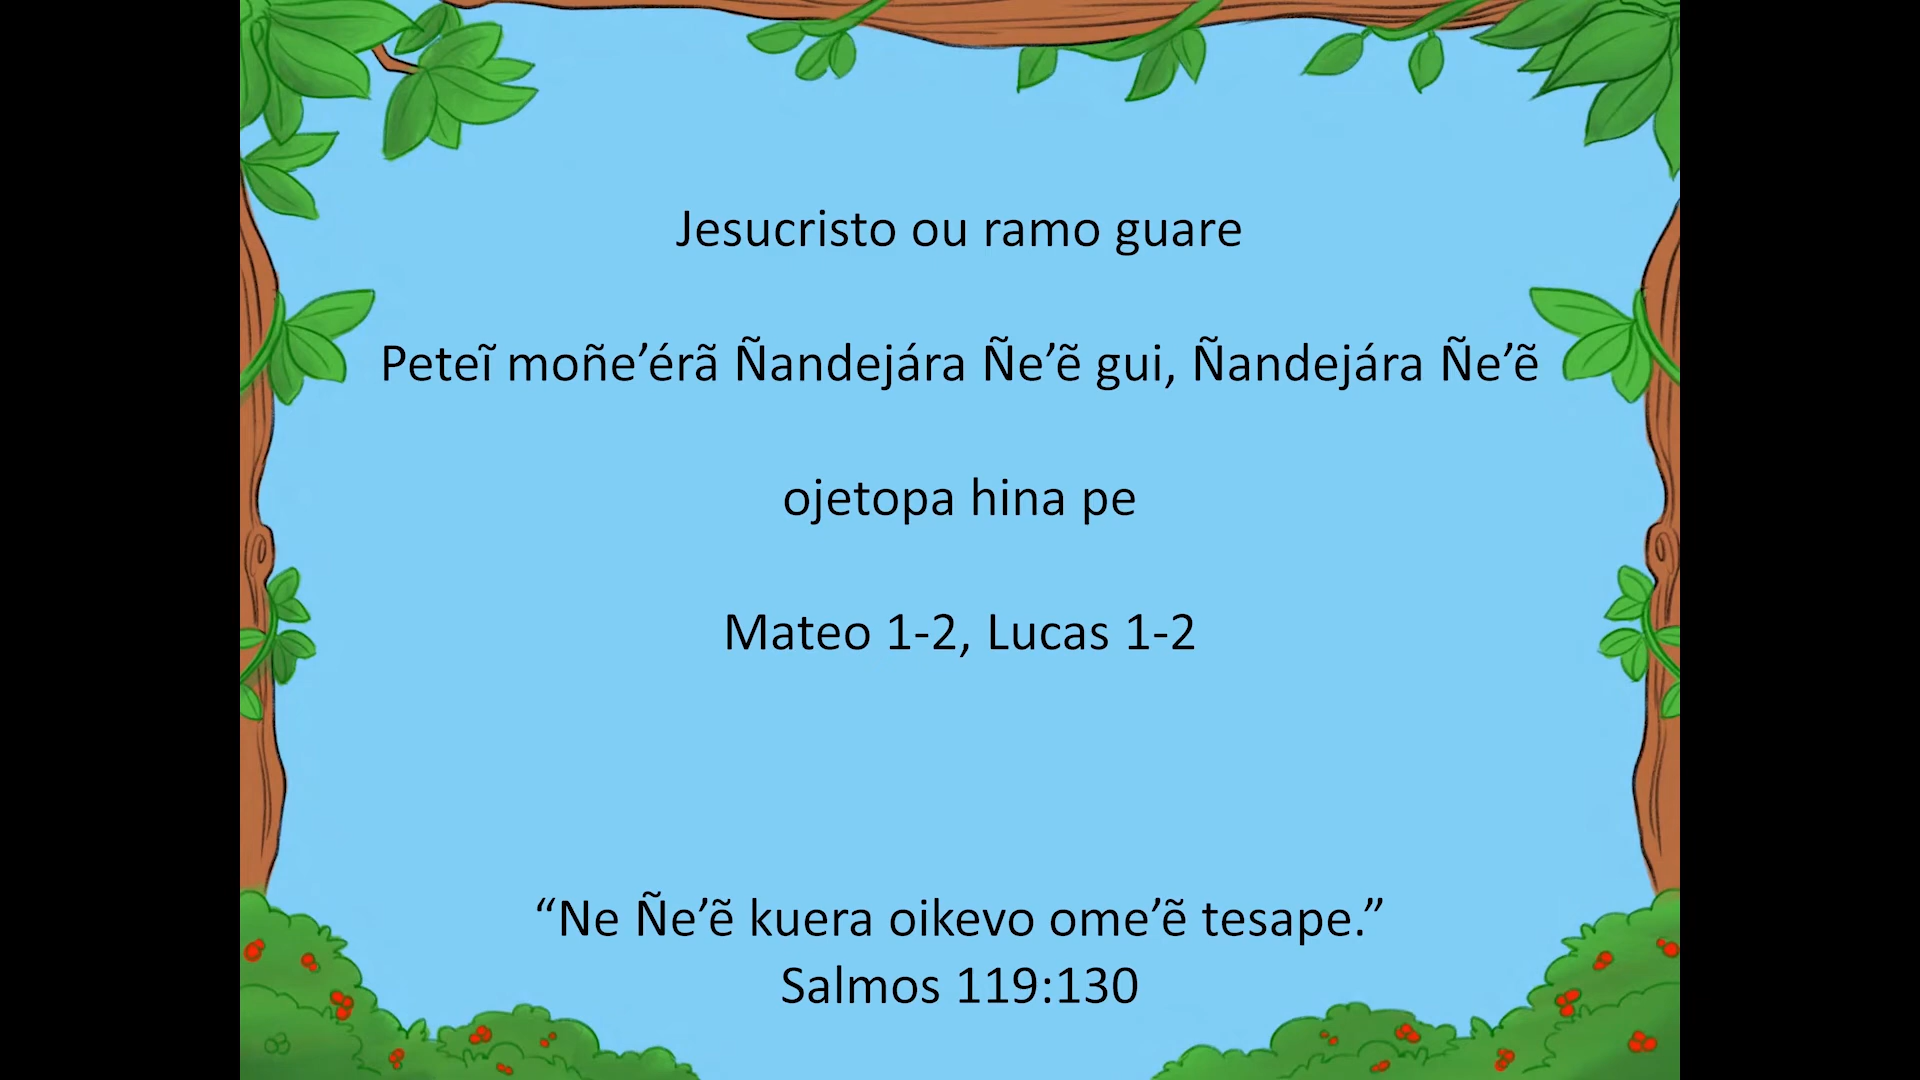 Jesucristo ou ramo guare
Peteĩ moñe’érã Ñandejára Ñe’ẽ gui, Ñandejára Ñe’ẽ
ojetopa hina pe
Mateo 1-2, Lucas 1-2
“Ne Ñe’ẽ kuera oikevo ome’ẽ tesape.”
Salmos 119:130